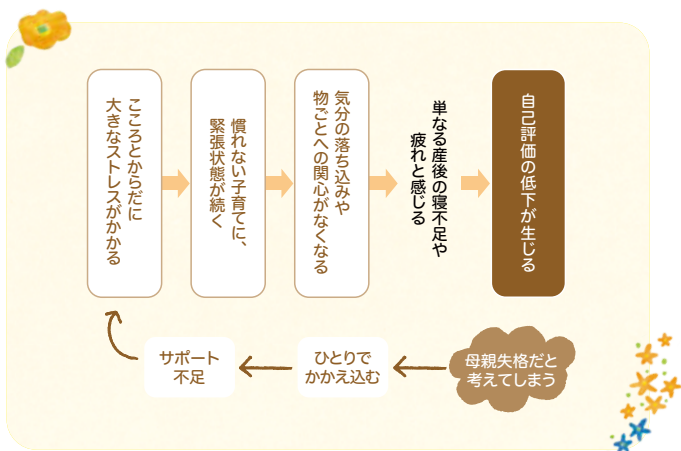 こころとからだに
大きなストレスがかかる
慣れない子育てに、
緊張状態が続く
気分の落ち込みや
物ごとへの関心がなくなる
単なる産後の寝不足や
疲れと感じる
自己評価の低下が生じる
母親失格だと
考えてしまう
ひとりで
かかえ込む
サポート
不足